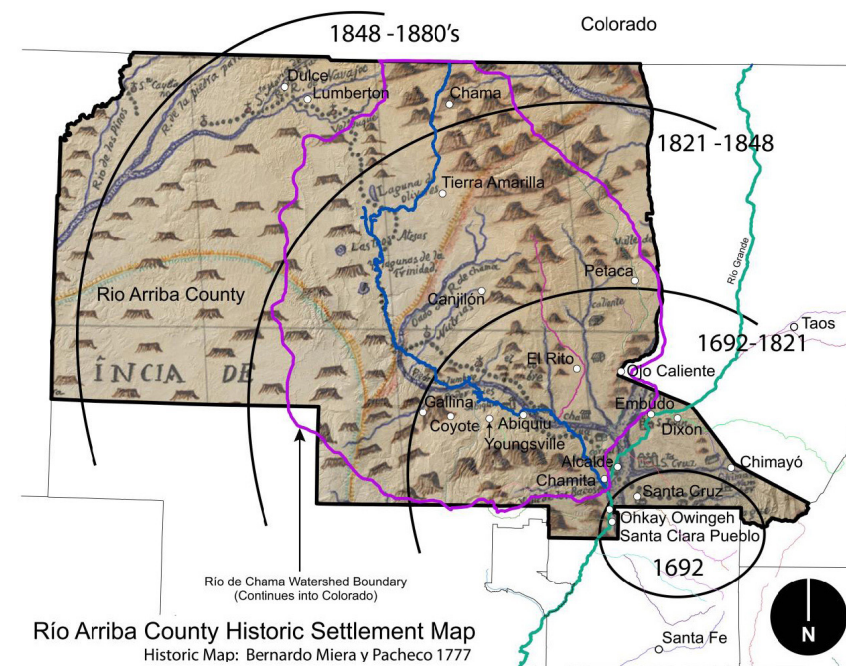 Colorado
1848 -1880's
Dulce
Lumberton
Chama
1821 -1848
Tierra Amarilla
Río Grande
Petaca
Canjilón
Rio Arriba County
Taos
1692-1821
El Rito
Ojo Caliente
ÎNCIA DE
Gallina
Coyote
Abiquiu
Youngsville
Embudo
Dixon
Alcalde
Chimayó
Chamita
Santa Cruz
Ohkay Owingeh
Santa Clara Pueblo
1692
Río de Chama Watershed Boundary
(Continues into Colorado)
Río Arriba County Historic Settlement Map
Historic Map: Bernardo Miera y Pacheco 1777
Santa Fe
N